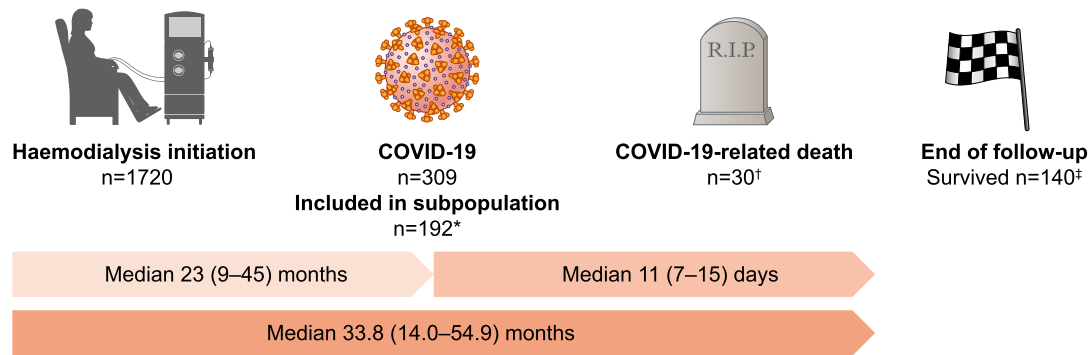 R.I.P.
Haemodialysis initiation
n=1720
COVID-19
n=309
Included in subpopulation
n=192*
COVID-19-related death
n=30†
End of follow-up
Survived n=140‡
Median 23 (9–45) months
Median 11 (7–15) days
Median 33.8 (14.0–54.9) months